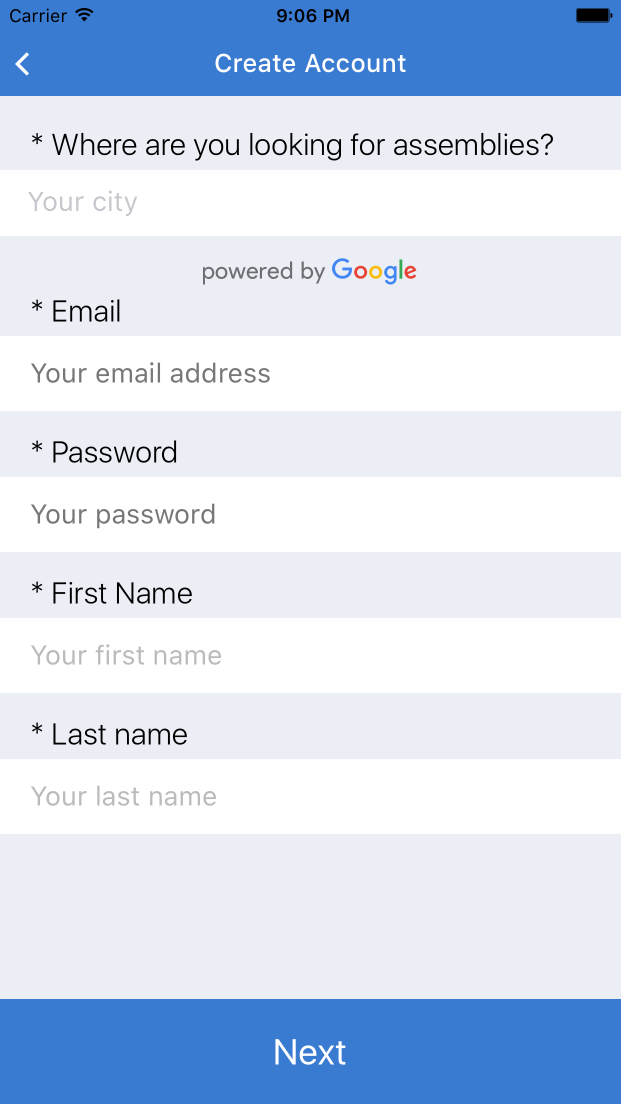 Carrier 9:06 PM
Create Account
* Where are you looking for assemblies?
Your city
powered by Google
* Email
Your email address
* Password
Your password
* First Name
Your first name
* Last name
Your last name
Next